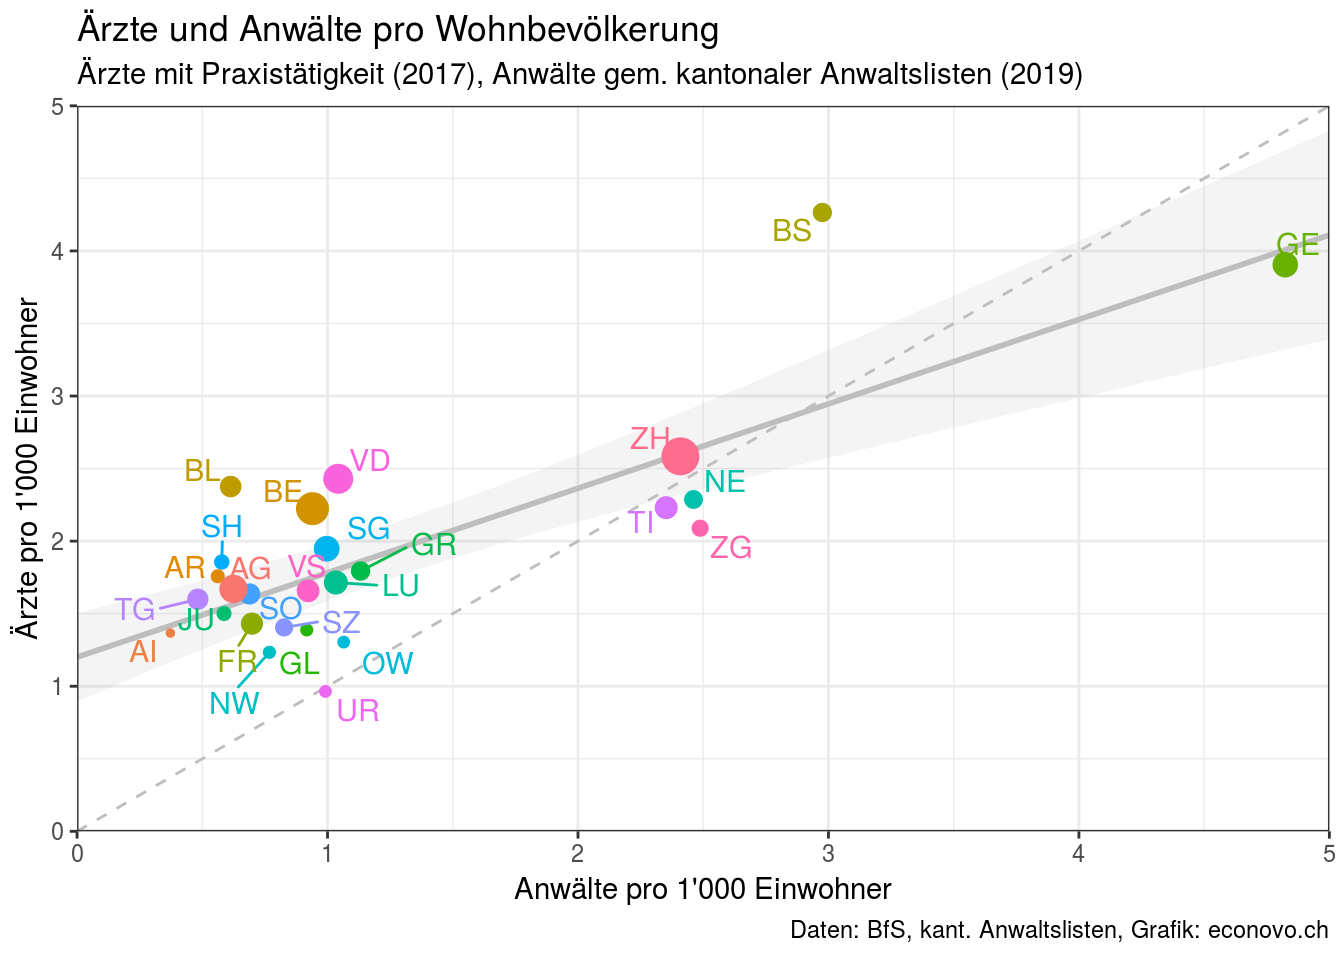 Ärzte und Anwälte pro Wohnbevölkerung
Ärzte mit Praxistätigkeit (2017), Anwälte gem. kantonaler Anwaltslisten (2019)
Ärzte pro 1'000 Einwohner
5
4
3
2
1
0
BS
GE
ZH
NE
TI
ZG
VD
BL
BE
SH
SG
GR
AR
AG
VS
LU
TG
JU
SO
SZ
AI
FR
GL
OW
NW
UR
0 1 2 3 4 5
Anwälte pro 1'000 Einwohner
Daten: BfS, kant. Anwaltslisten, Grafik: econovo.ch